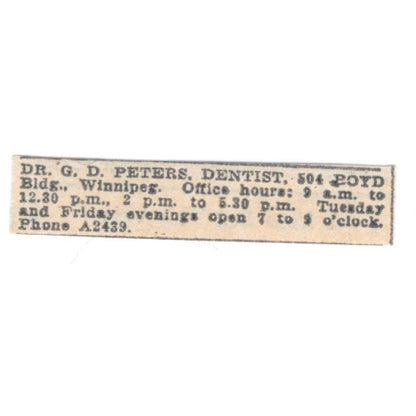 DR. G. D. PETERS, DENTIST, 504 BOYD
Bldg., Winnipeg. Office hours: 9 a.m. to
12.30 p.m., 2 p.m. to 5.30 p.m. Tuesday
and Friday evenings open 7 to 9 o'clock.
Phone A2439.